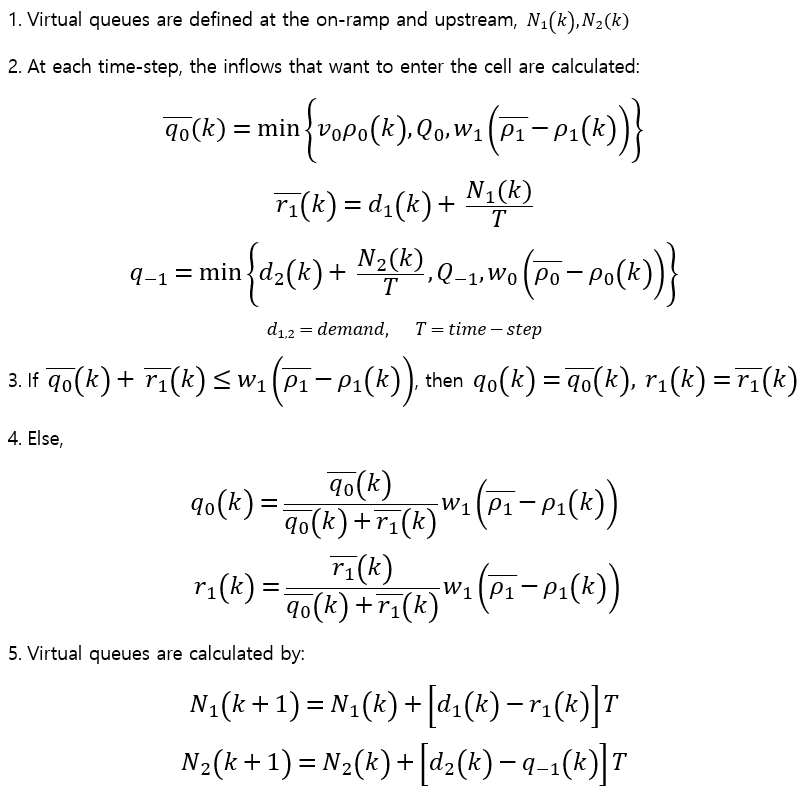 1. Virtual queues are defined at the on-ramp and upstream, N₁(k),N₂(k)
2. At each time-step, the inflows that want to enter the cell are calculated:
q̅₀(k) = min{v₀ρ₀(k), Q₀, w₁(ρ̅₁ − ρ₁(k))}
r̅₁(k) = d₁(k) + N₁(k)/T
q₋₁ = min{d₂(k) + N₂(k)/T, Q₋₁, w₀(ρ̅₀ − ρ₀(k))}
d₁,₂ = demand, T = time − step
3. If q̅₀(k) + r̅₁(k) ≤ w₁(ρ̅₁ − ρ₁(k)), then q₀(k) = q̅₀(k), r₁(k) = r̅₁(k)
4. Else,
q₀(k) = q̅₀(k)/(q̅₀(k) + r̅₁(k)) w₁(ρ̅₁ − ρ₁(k))
r₁(k) = r̅₁(k)/(q̅₀(k) + r̅₁(k)) w₁(ρ̅₁ − ρ₁(k))
5. Virtual queues are calculated by:
N₁(k + 1) = N₁(k) + [d₁(k) − r₁(k)]T
N₂(k + 1) = N₂(k) + [d₂(k) − q₋₁(k)]T